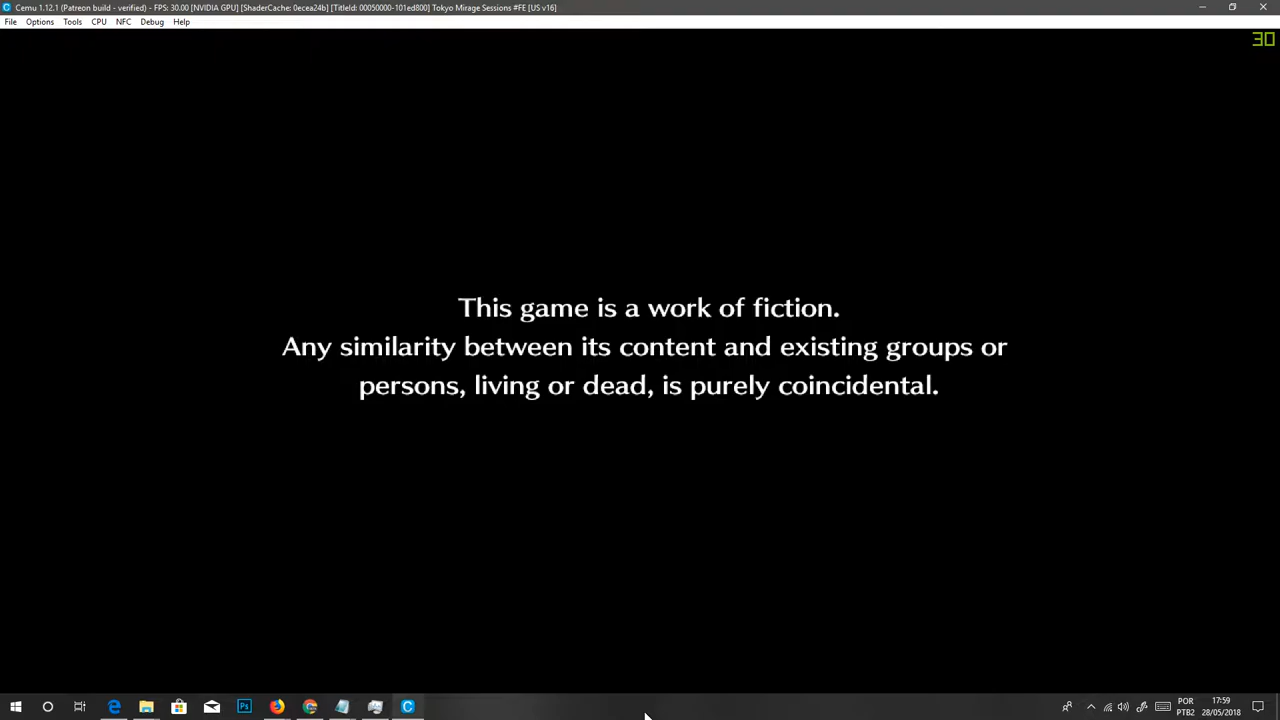 Cemu 1.12.1 (Patreon build - verified) - FPS: 30.00 [NVIDIA GPU] [ShaderCache: 0ecea24b] [TitleId: 00050000-101ed800] Tokyo Mirage Sessions #FE [US v16]
File Options Tools CPU NFC Debug Help
30
This game is a work of fiction.
Any similarity between its content and existing groups or
persons, living or dead, is purely coincidental.
Ps
POR 17:59
PTB2 28/05/2018